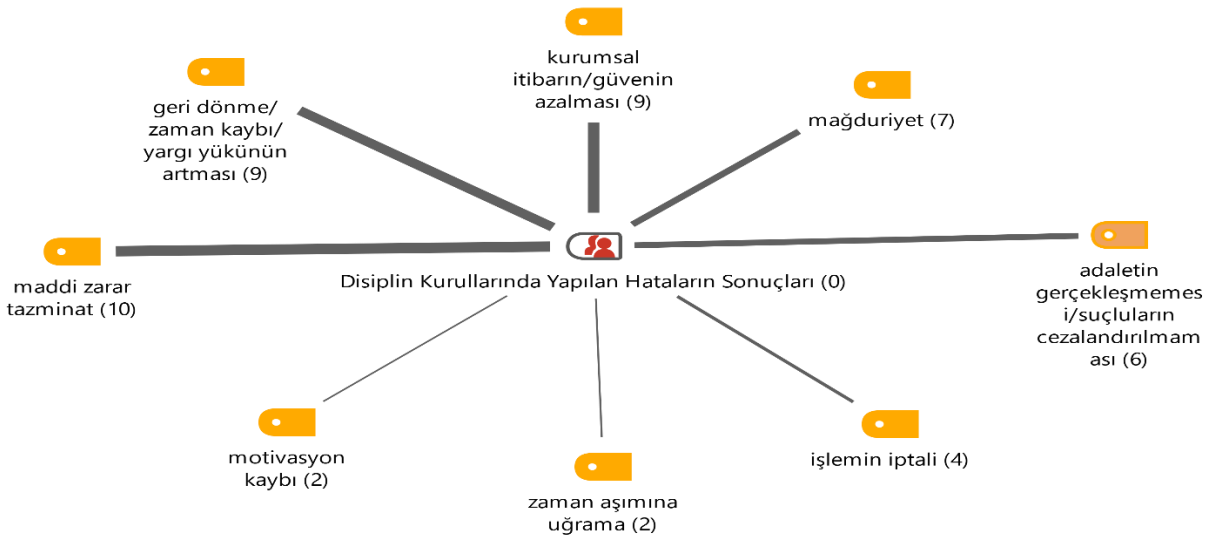 kurumsal
itibarın/güvenin
azalması (9)
geri dönme/
zaman kaybı/
yargı yükünün
artması (9)
mağduriyet (7)
maddi zarar
tazminat (10)
Disiplin Kurullarında Yapılan Hataların Sonuçları (0)
adaletin
gerçekleşmemes
i/suçluların
cezalandırılmam
ası (6)
motivasyon
kaybı (2)
zaman aşımına
uğrama (2)
işlemin iptali (4)